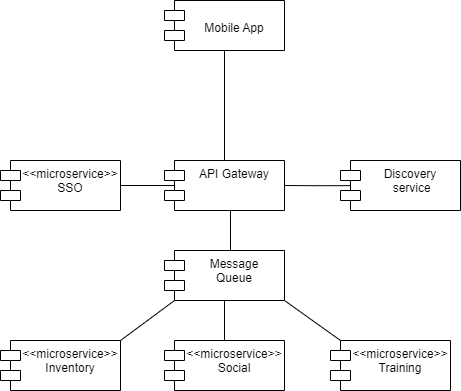 Mobile App
<<microservice>>
SSO
API Gateway
Discovery
service
Message
Queue
<<microservice>>
Inventory
<<microservice>>
Social
<<microservice>>
Training